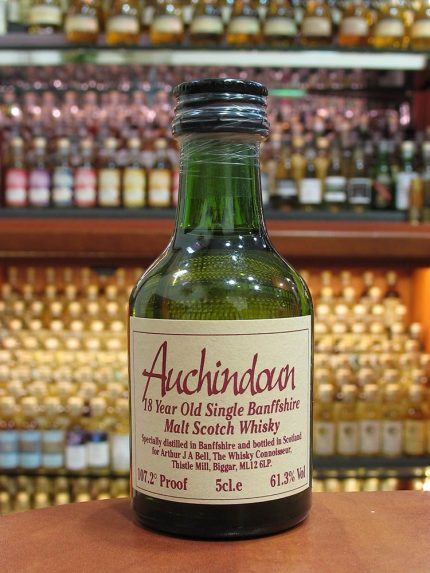 Auchindoun
18 Year Old Single Banffshire
Malt Scotch Whisky
Specially distilled in Banffshire and bottled in Scotland
for Arthur J A Bell, The Whisky Connoisseur,
Thistle Mill, Biggar, ML12 6LP.
107.2° Proof 5cl.e 61.3% Vol